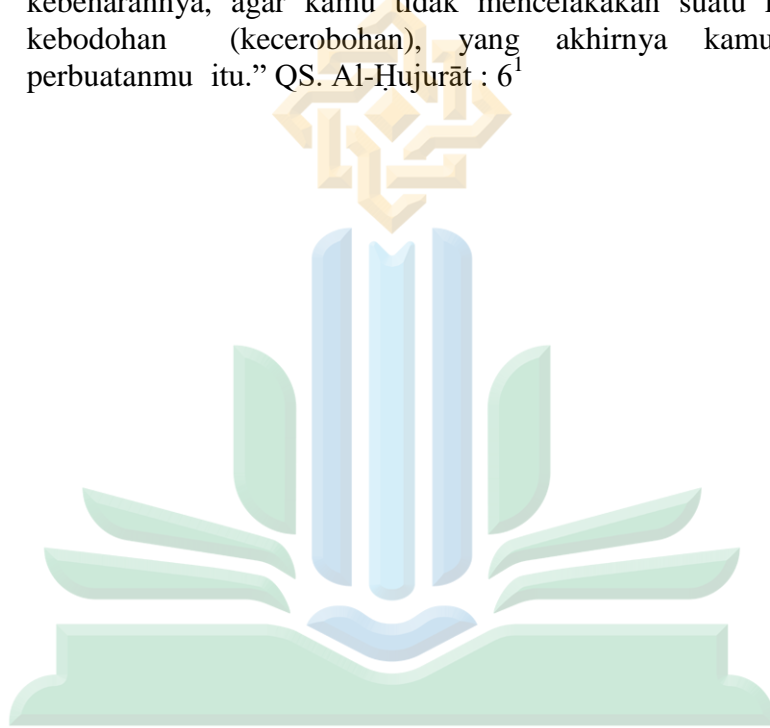 kebenarannya, agar kamu tidak mencelakakan suatu
kebodohan (kecerobohan), yang akhirnya kamu
perbuatanmu itu.” QS. Al-Ḥujurāt : 6¹